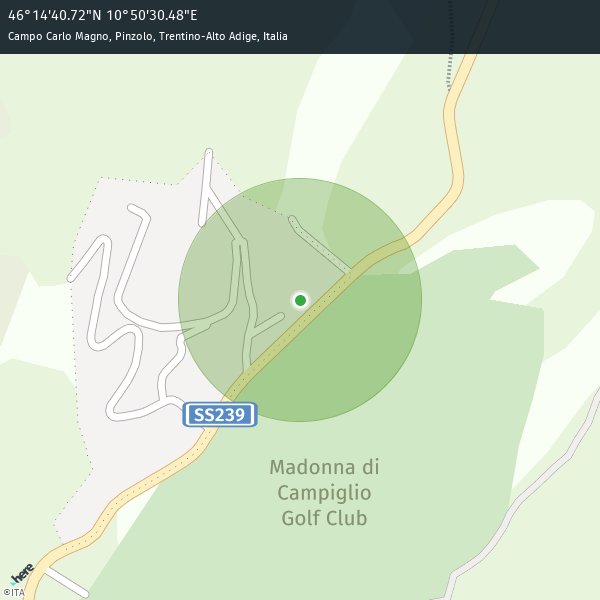 46°14'40.72"N 10°50'30.48"E
Campo Carlo Magno, Pinzolo, Trentino-Alto Adige, Italia
SS239
Madonna di
Campiglio
Golf Club
here
©ITA